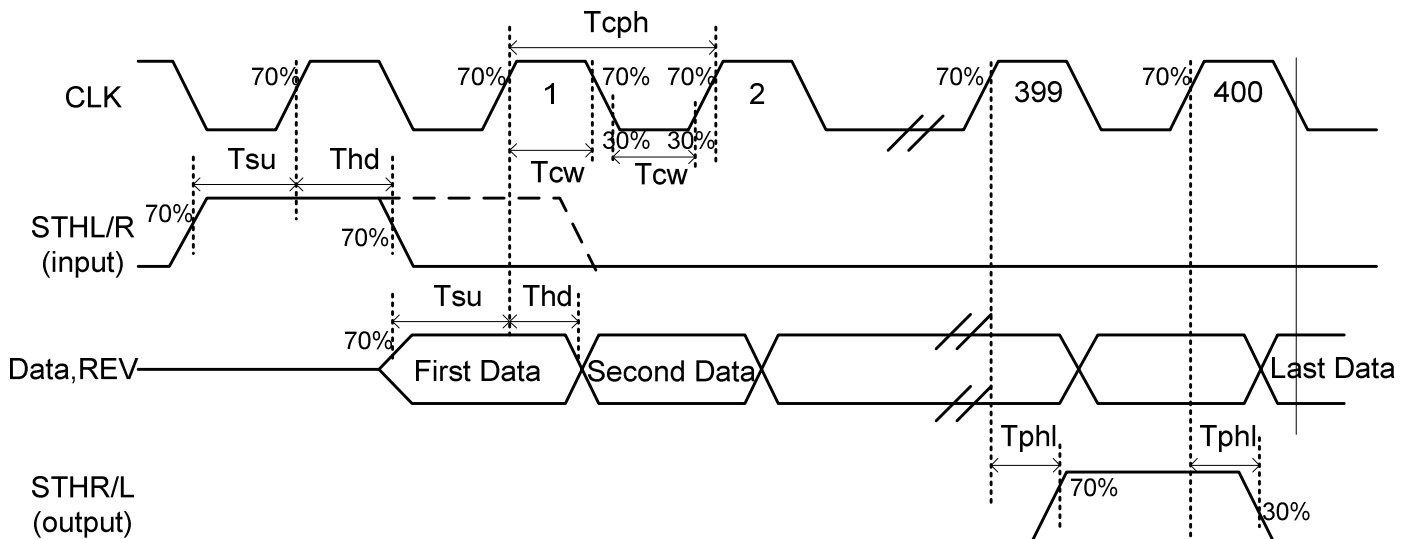 Tcph
70% 70% 70% 70% 70% 70%
CLK 1 2 399 400
30% 30%
Tsu Thd Tcw Tcw
70%
STHL/R
(input)
70%
Tsu Thd
70%
Data,REV First Data Second Data Last Data
Tphl Tphl
STHR/L
(output)
70%
30%